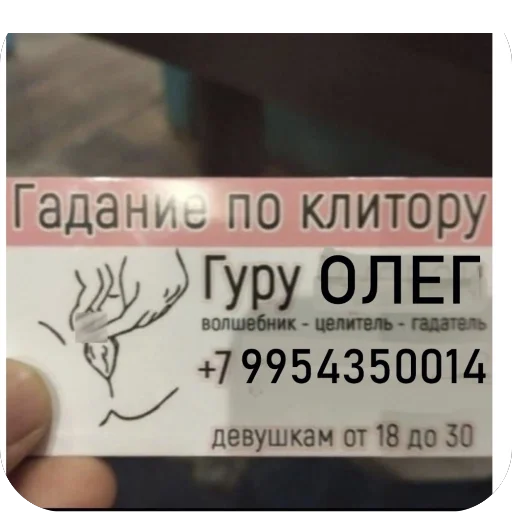 Гадание по клитору
Гуру ОЛЕГ
волшебник - целитель - гадатель
+7 9954350014
девушкам от 18 до 30